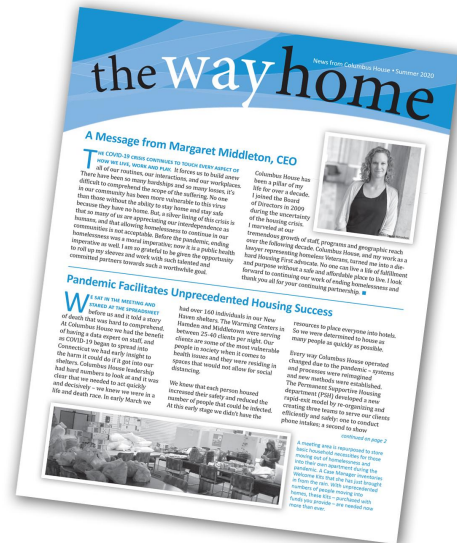 News from Columbus House • Summer 2020
the way home
A Message from Margaret Middleton, CEO
THE COVID-19 CRISIS CONTINUES TO TOUCH EVERY ASPECT OF
HOW WE LIVE, WORK AND PLAY. It forces us to build anew
all of our routines, our interactions, and our workplaces.
There have been so many hardships and so many losses, it's
difficult to comprehend the scope of the suffering. No one
in our community has been more vulnerable to this virus
than those without the ability to stay home and stay safe
because they have no home. But, a silver lining of this crisis is
that so many of us are appreciating our interdependence as
humans, and that allowing homelessness to continue in our
communities is not acceptable. Before the pandemic, ending
homelessness was a moral imperative; now it is a public health
imperative as well. I am so grateful to be given the opportunity
to roll up my sleeves and work with such talented and
committed partners towards such a worthwhile goal.
Columbus House has
been a pillar of my
life for over a decade.
I joined the Board
of Directors in 2009
during the uncertainty
of the housing crisis.
I marveled at our
tremendous growth of staff, programs and geographic reach
over the following decade. Columbus House, and my work as a
lawyer representing homeless Veterans, turned me into a die-
hard Housing First advocate. No one can live a life of fulfillment
and purpose without a safe and affordable place to live. I look
forward to continuing our work of ending homelessness and
thank you all for your continuing partnership. ■
Pandemic Facilitates Unprecedented Housing Success
WE SAT IN THE MEETING AND
STARED AT THE SPREADSHEET
before us and it told a story
of death that was hard to comprehend.
At Columbus House we had the benefit
of having a data expert on staff, and
as COVID-19 began to spread into
Connecticut we had early insight to
the harm it could do if it got into our
shelters. Columbus House leadership
had hard numbers to look at and it was
clear that we needed to act quickly
and decisively – we knew we were in a
life and death race. In early March we
had over 160 individuals in our New
Haven shelters. The Warming Centers in
Hamden and Middletown were serving
between 25-40 clients per night. Our
clients are some of the most vulnerable
people in society when it comes to
health issues and they were residing in
spaces that would not allow for social
distancing.
We knew that each person housed
increased their safety and reduced the
number of people that could be infected.
At this early stage we didn't have the
resources to place everyone into hotels.
So we were determined to house as
many people as quickly as possible.
Every way Columbus House operated
changed due to the pandemic – systems
and processes were reimagined
and new methods were established.
The Permanent Supportive Housing
department (PSH) developed a new
rapid-exit model by re-organizing and
creating three teams to serve our clients
efficiently and safely: one to conduct
phone intakes; a second to show
continued on page 2
A meeting area is repurposed to store
basic household necessities for those
moving out of homelessness and
into their own apartment during the
pandemic. A Case Manager inventories
Welcome Kits that she has just brought
in from the rain. With unprecedented
numbers of people moving into
homes, these Kits – purchased with
funds you provide – are needed now
more than ever.